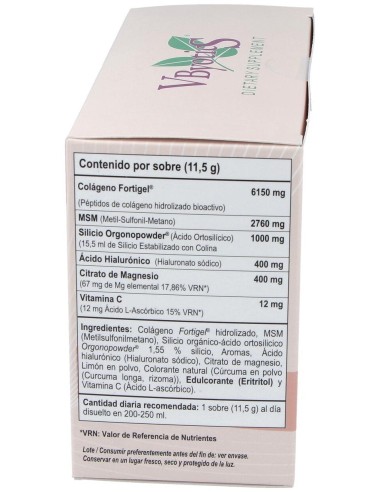 VByotics
DIETARY SUPPLEMENT
Contenido por sobre (11,5 g)
Colágeno Fortigel® 6150 mg
(Péptidos de colágeno hidrolizado bioactivo)
MSM (Metil-Sulfonil-Metano) 2760 mg
Silicio Orgonopowder® (Ácido Ortosilícico) 1000 mg
(15,5 ml de Silicio Estabilizado con Colina
Ácido Hialurónico (Hialuronato sódico) 400 mg
Citrato de Magnesio 400 mg
(67 mg de Mg elemental 17,86% VRN*)
Vitamina C 12 mg
(12 mg Ácido L-Ascórbico 15% VRN*)
Ingredientes: Colágeno Fortigel® hidrolizado, MSM
(Metilsulfonilmetano), Silicio orgánico-ácido ortosilicico
Orgonopowder® 1,55 % silicio, Aromas, Ácido
hialurónico (Hialuronato sódico), Citrato de magnesio,
Limón en polvo, Colorante natural (Cúrcuma en polvo
(Curcuma longa, rizoma)), Edulcorante (Eritritol) y
Vitamina C (Ácido L-Ascórbico).
Cantidad diaria recomendada: 1 sobre (11,5 g) al día
disuelto en 200-250 ml.
*VRN: Valor de Referencia de Nutrientes
Lote / Consumir preferentemente antes del fin de: ver envase.
Conservar en un lugar fresco, seco y protegido de la luz.